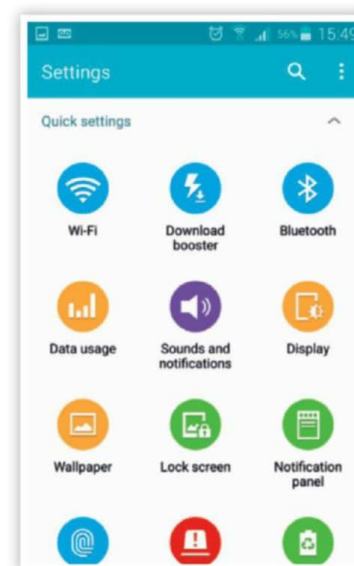 56% 15:49
Settings
Quick settings
Wi-Fi
Download
booster
Bluetooth
Data usage
Sounds and
notifications
Display
Wallpaper
Lock screen
Notification
panel